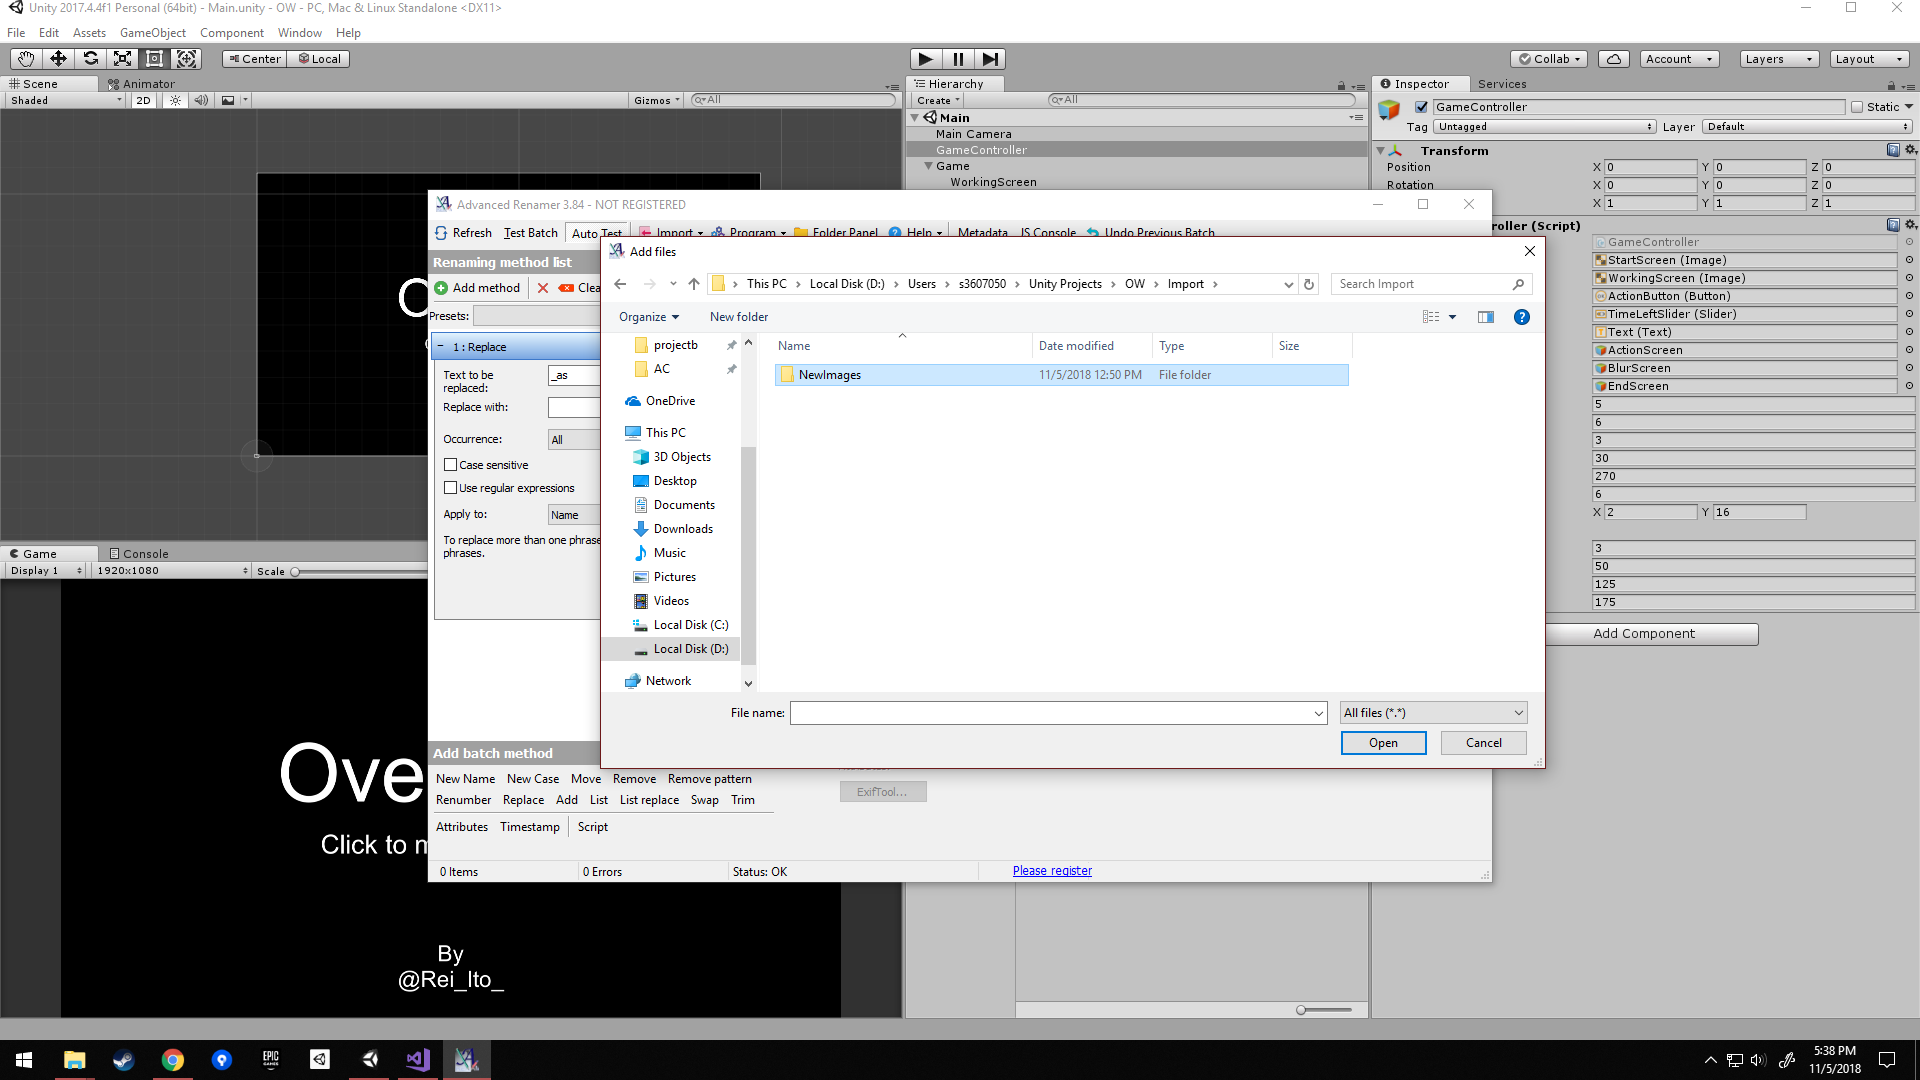 Unity 2017.4.4f1 Personal (64bit) - Main.unity - OW - PC, Mac & Linux Standalone <DX11>
File Edit Assets GameObject Component Window Help
Center Local
Collab Account Layers Layout
Scene Animator
Shaded 2D Gizmos All
Hierarchy
Create All
Main
Main Camera
GameController
Game
WorkingScreen
Inspector Services
GameController Static
Tag Untagged Layer Default
Transform
Position X 0 Y 0 Z 0
Rotation X 0 Y 0 Z 0
X 1 Y 1 Z 1
roller (Script)
GameController
StartScreen (Image)
WorkingScreen (Image)
ActionButton (Button)
TimeLeftSlider (Slider)
Text (Text)
ActionScreen
BlurScreen
EndScreen
5
6
3
30
270
6
X 2 Y 16
3
50
125
175
Add Component
Advanced Renamer 3.84 - NOT REGISTERED
Refresh Test Batch Auto Test Import Program Folder Panel Help Metadata JS Console Undo Previous Batch
Renaming method list
Add method Clea
Presets:
1 : Replace
Text to be replaced: _as
Replace with:
Occurrence: All
Case sensitive
Use regular expressions
Apply to: Name
To replace more than one phrase
phrases.
Add batch method
New Name New Case Move Remove Remove pattern
Renumber Replace Add List List replace Swap Trim
Attributes Timestamp Script
ExifTool...
0 Items 0 Errors Status: OK Please register
Add files
This PC Local Disk (D:) Users s3607050 Unity Projects OW Import Search Import
Organize New folder
projectb
AC
OneDrive
This PC
3D Objects
Desktop
Documents
Downloads
Music
Pictures
Videos
Local Disk (C:)
Local Disk (D:)
Network
Name Date modified Type Size
NewImages 11/5/2018 12:50 PM File folder
File name: All files (*.*)
Open Cancel
Game Console
Display 1 1920x1080 Scale
Ove
Click to m
By
@Rei_Ito_
EPIC GAMES
5:38 PM
11/5/2018